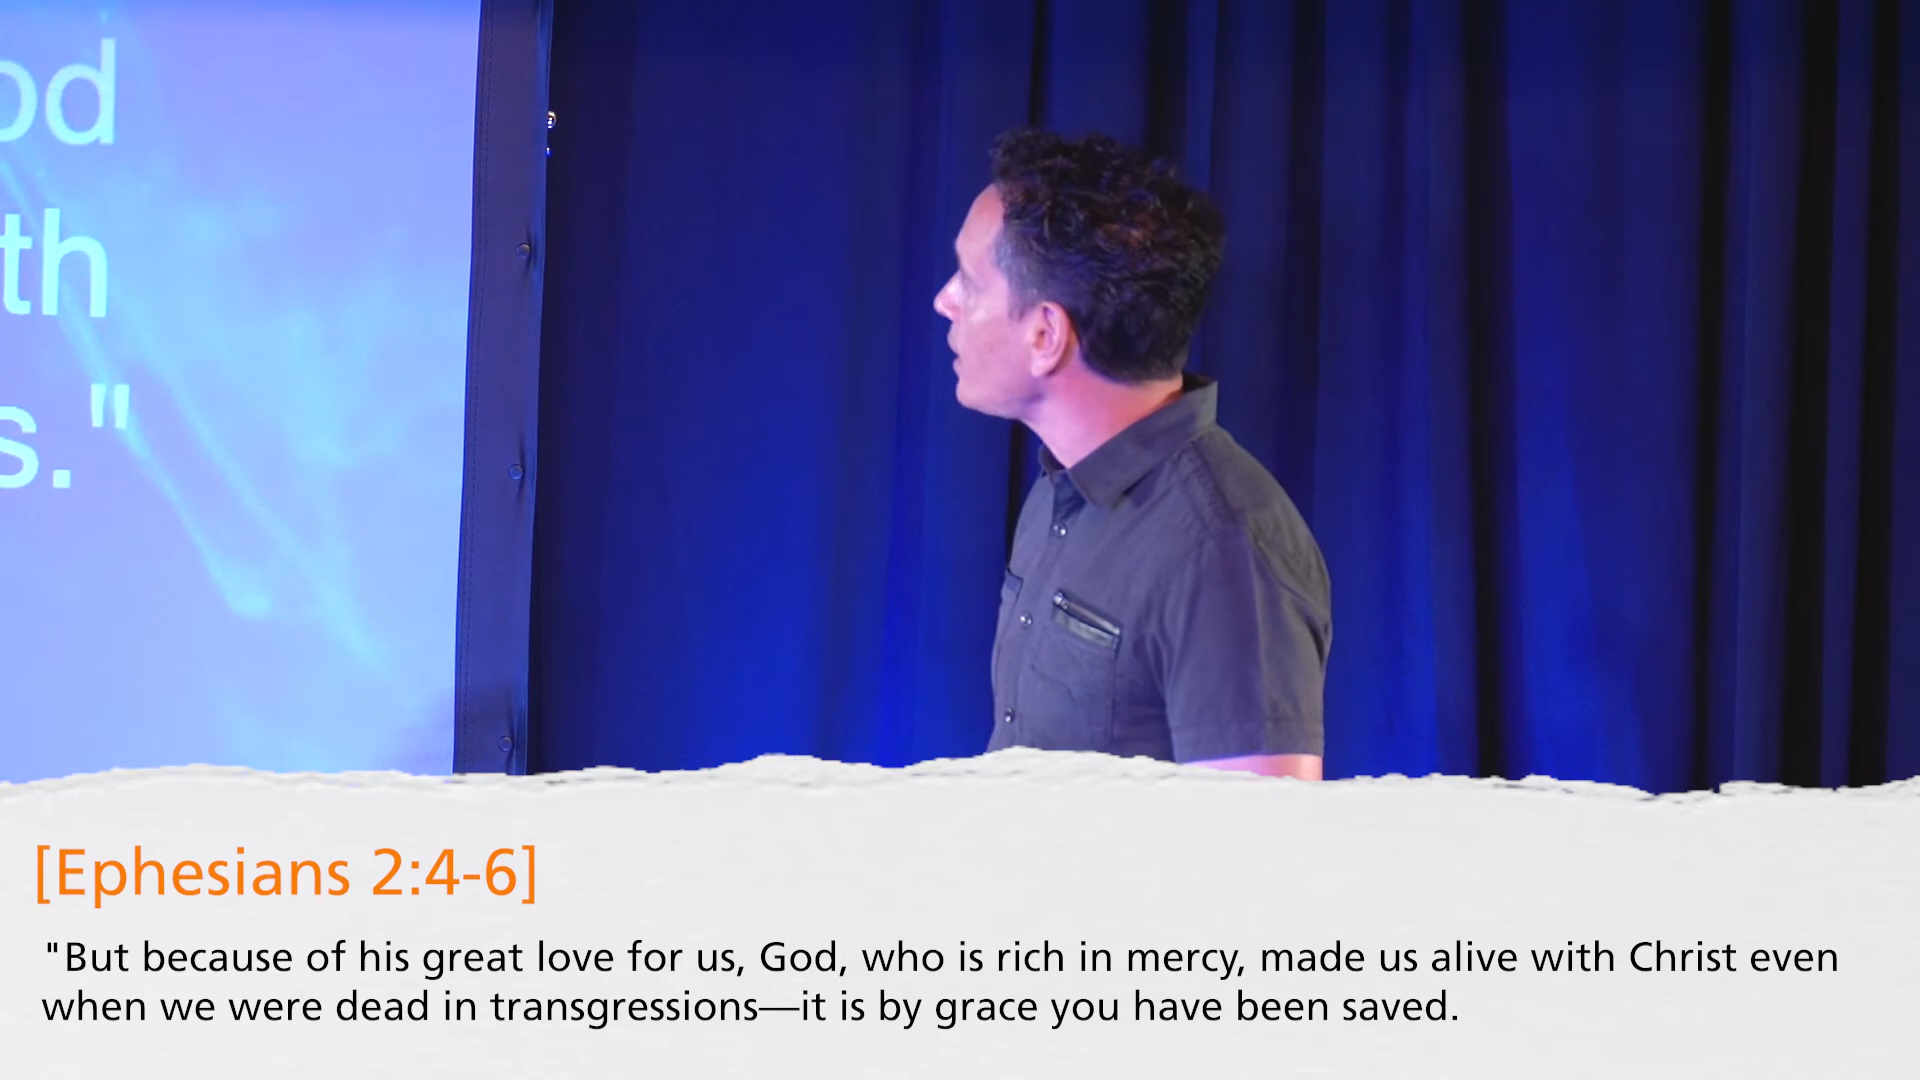 od
th
s."
[Ephesians 2:4-6]
"But because of his great love for us, God, who is rich in mercy, made us alive with Christ even
when we were dead in transgressions—it is by grace you have been saved.